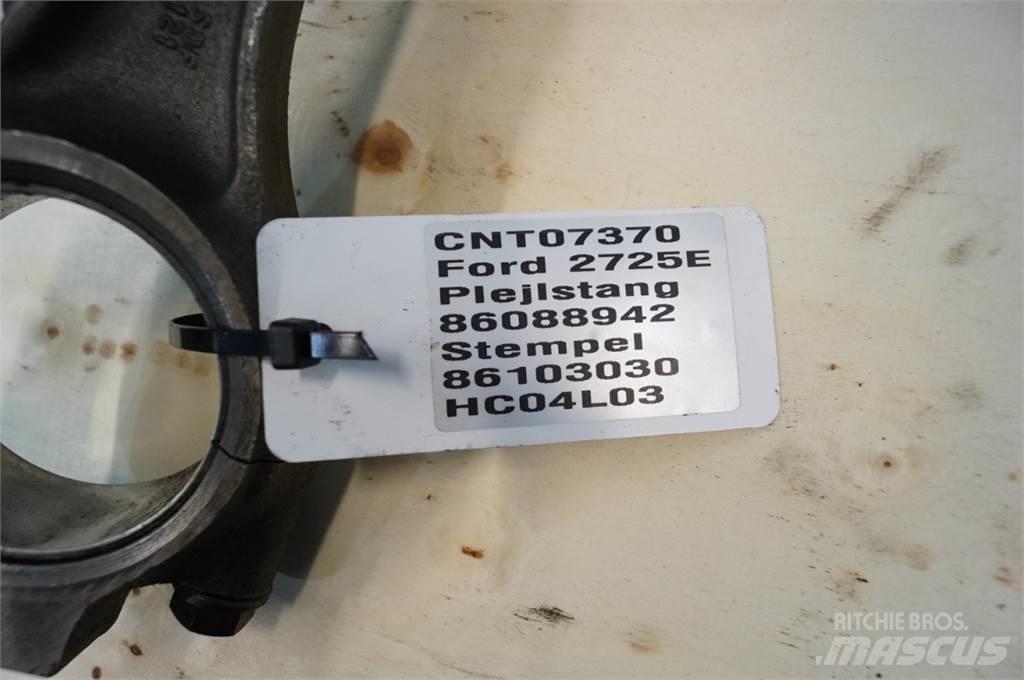 CNT07370
Ford 2725E
Plejlstang
86088942
Stempel
86103030
HC04L03
RITCHIE BROS.
MASCUS